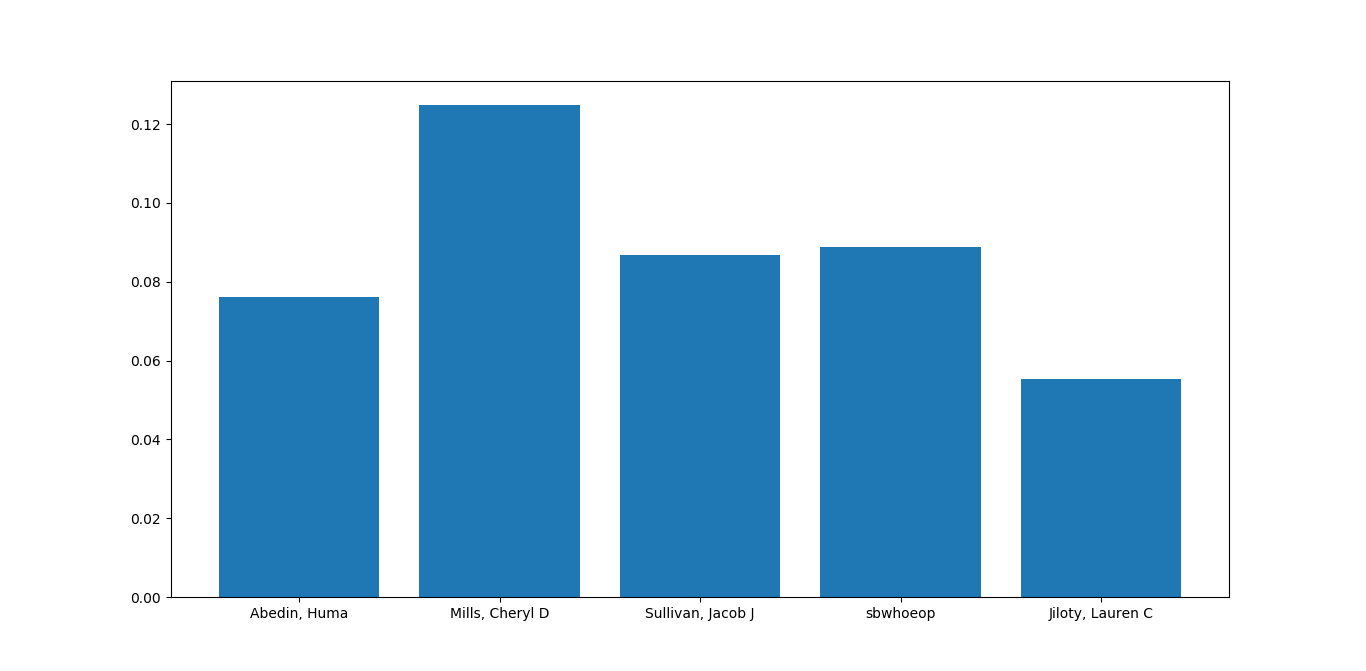 0.12
0.10
0.08
0.06
0.04
0.02
0.00
Abedin, Huma
Mills, Cheryl D
Sullivan, Jacob J
sbwhoeop
Jiloty, Lauren C